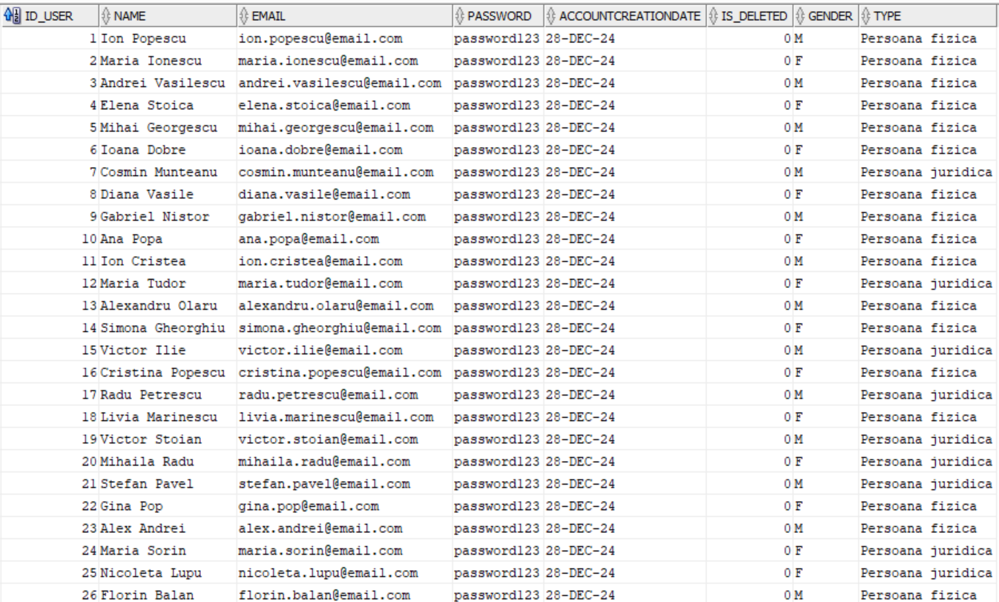 ID_USER NAME EMAIL PASSWORD ACCOUNTCREATIONDATE IS_DELETED GENDER TYPE
1 Ion Popescu ion.popescu@email.com password123 28-DEC-24 0 M Persoana fizica
2 Maria Ionescu maria.ionescu@email.com password123 28-DEC-24 0 F Persoana fizica
3 Andrei Vasilescu andrei.vasilescu@email.com password123 28-DEC-24 0 M Persoana fizica
4 Elena Stoica elena.stoica@email.com password123 28-DEC-24 0 F Persoana fizica
5 Mihai Georgescu mihai.georgescu@email.com password123 28-DEC-24 0 M Persoana fizica
6 Ioana Dobre ioana.dobre@email.com password123 28-DEC-24 0 F Persoana fizica
7 Cosmin Munteanu cosmin.munteanu@email.com password123 28-DEC-24 0 M Persoana juridica
8 Diana Vasile diana.vasile@email.com password123 28-DEC-24 0 F Persoana fizica
9 Gabriel Nistor gabriel.nistor@email.com password123 28-DEC-24 0 M Persoana fizica
10 Ana Popa ana.popa@email.com password123 28-DEC-24 0 F Persoana fizica
11 Ion Cristea ion.cristea@email.com password123 28-DEC-24 0 M Persoana fizica
12 Maria Tudor maria.tudor@email.com password123 28-DEC-24 0 F Persoana juridica
13 Alexandru Olaru alexandru.olaru@email.com password123 28-DEC-24 0 M Persoana fizica
14 Simona Gheorghiu simona.gheorghiu@email.com password123 28-DEC-24 0 F Persoana fizica
15 Victor Ilie victor.ilie@email.com password123 28-DEC-24 0 M Persoana juridica
16 Cristina Popescu cristina.popescu@email.com password123 28-DEC-24 0 F Persoana fizica
17 Radu Petrescu radu.petrescu@email.com password123 28-DEC-24 0 M Persoana juridica
18 Livia Marinescu livia.marinescu@email.com password123 28-DEC-24 0 F Persoana fizica
19 Victor Stoian victor.stoian@email.com password123 28-DEC-24 0 M Persoana juridica
20 Mihaila Radu mihaila.radu@email.com password123 28-DEC-24 0 F Persoana juridica
21 Stefan Pavel stefan.pavel@email.com password123 28-DEC-24 0 M Persoana juridica
22 Gina Pop gina.pop@email.com password123 28-DEC-24 0 F Persoana fizica
23 Alex Andrei alex.andrei@email.com password123 28-DEC-24 0 M Persoana fizica
24 Maria Sorin maria.sorin@email.com password123 28-DEC-24 0 F Persoana juridica
25 Nicoleta Lupu nicoleta.lupu@email.com password123 28-DEC-24 0 F Persoana juridica
26 Florin Balan florin.balan@email.com password123 28-DEC-24 0 M Persoana fizica